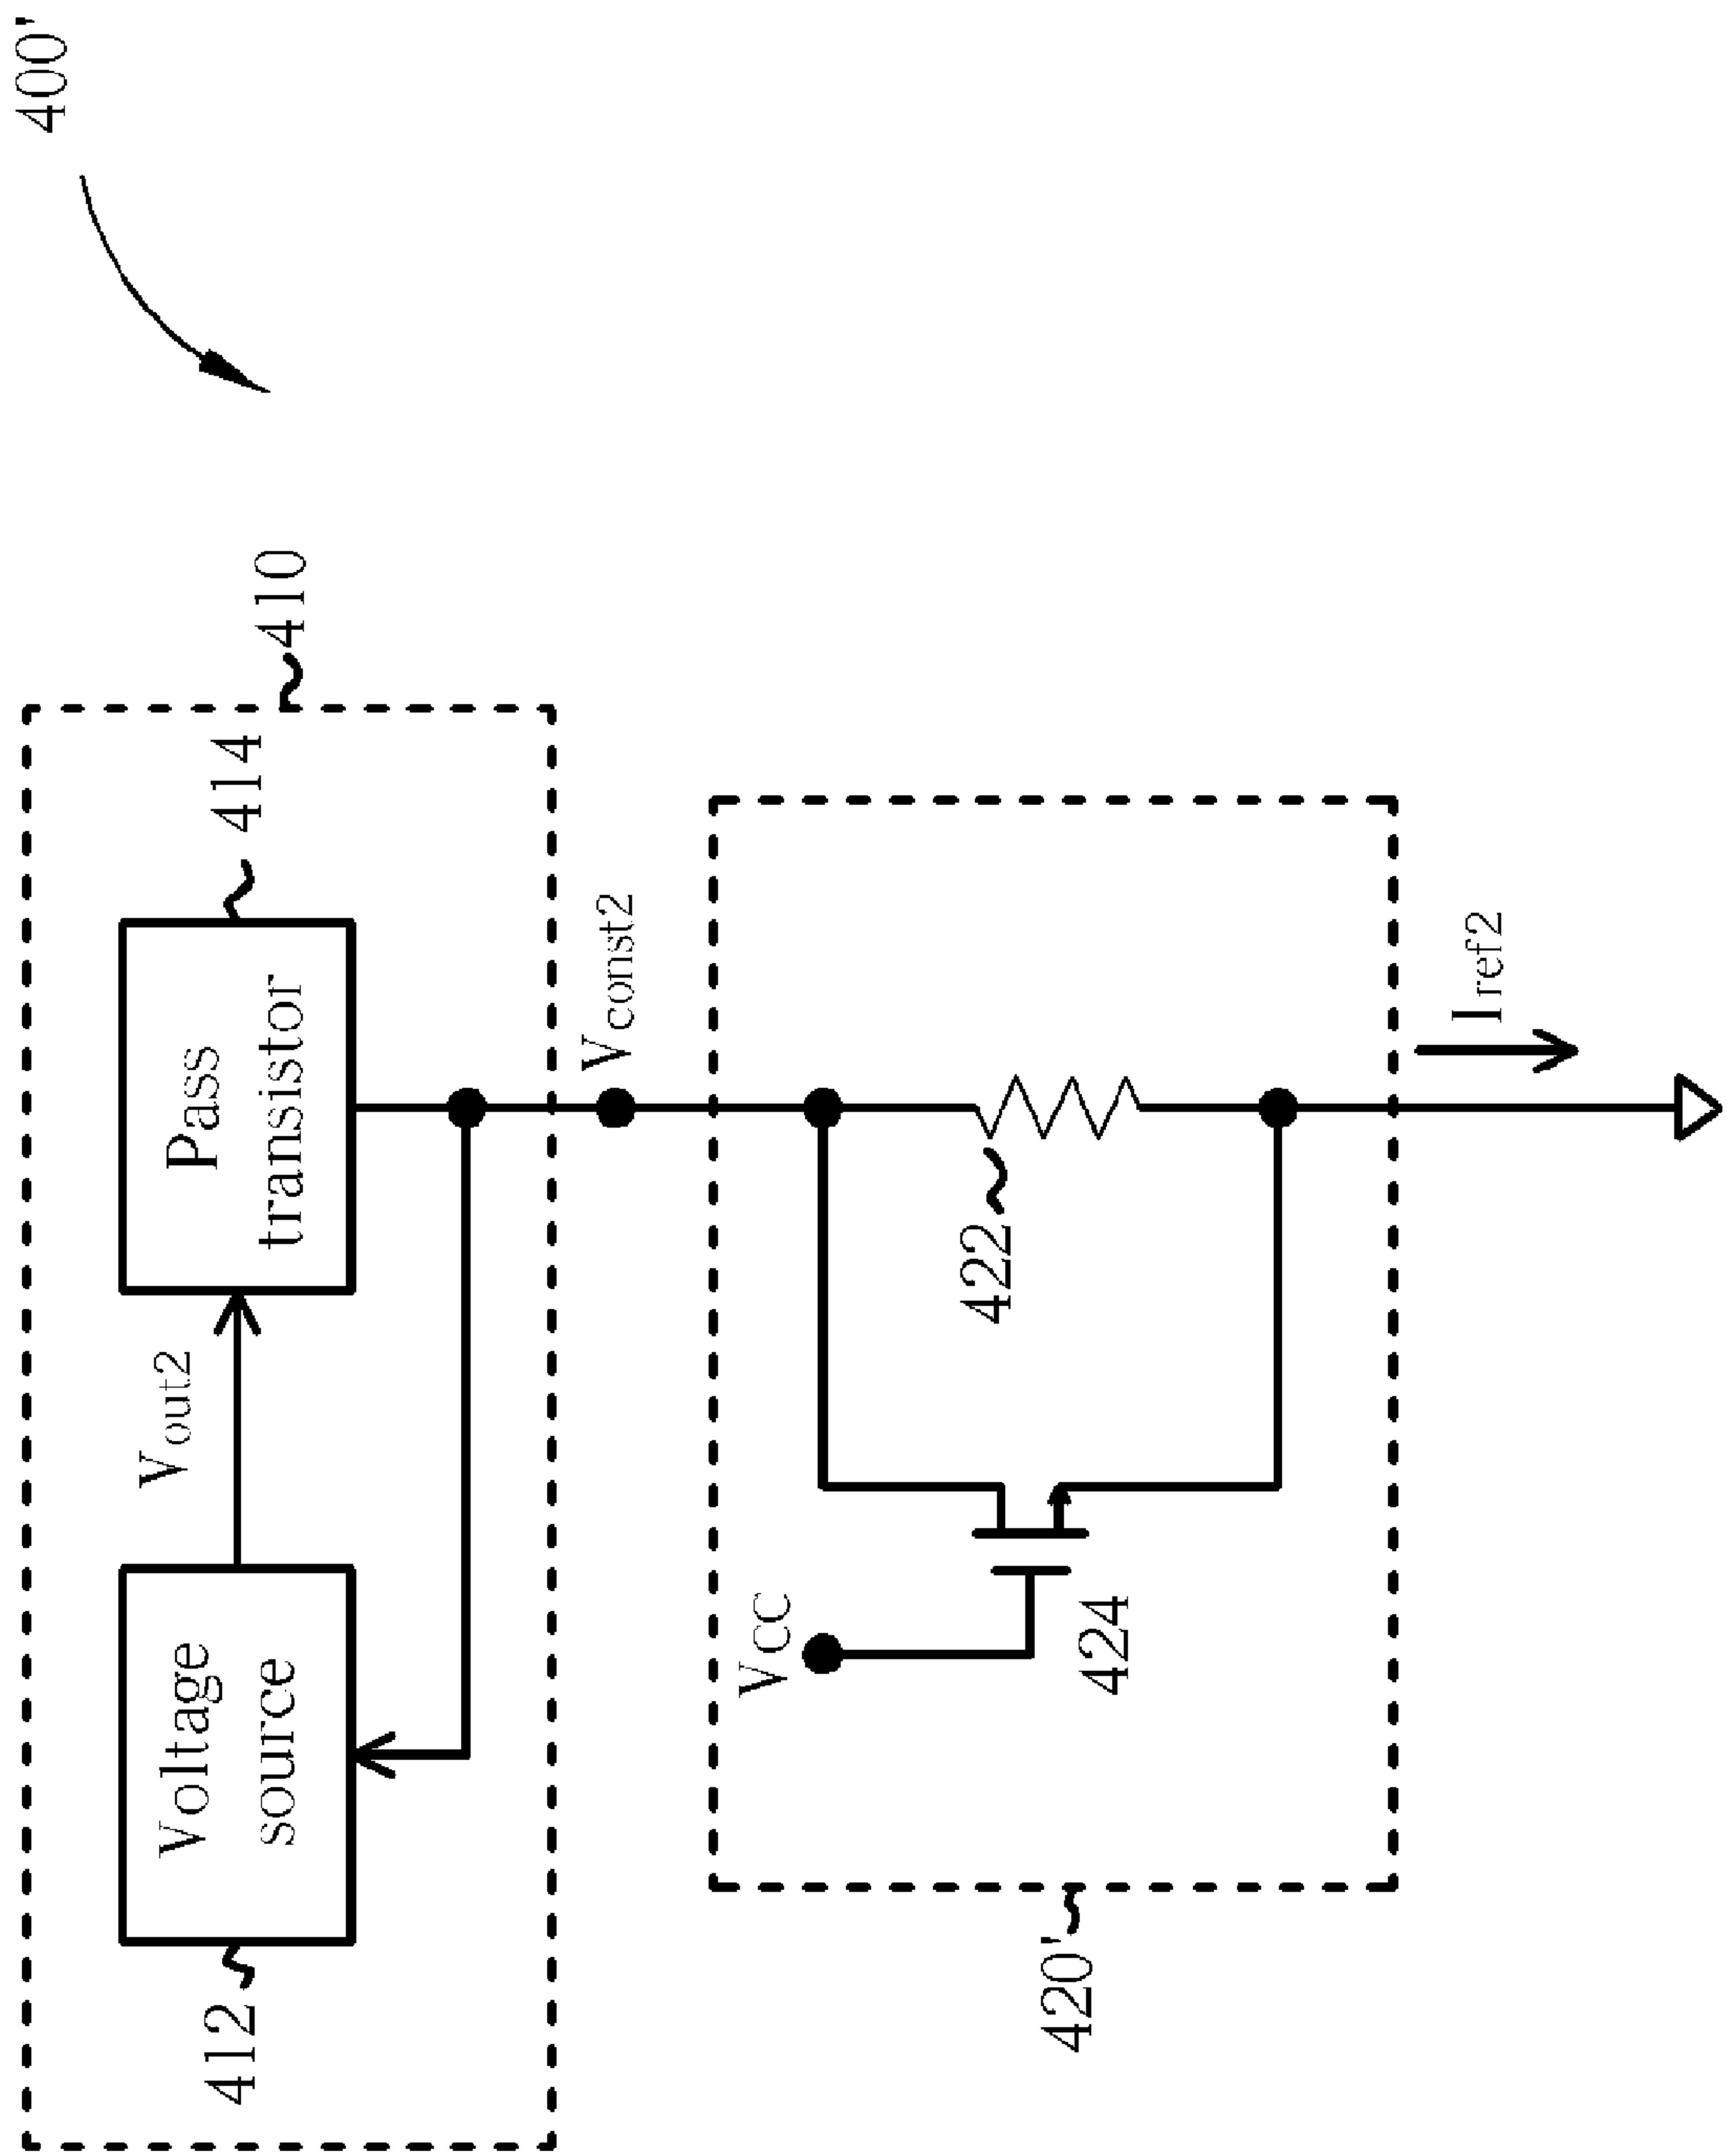 400'
410
414
Pass
transistor
Vout2
Voltage
source
412
Vconst2
VCC
422
424
420'
Iref2